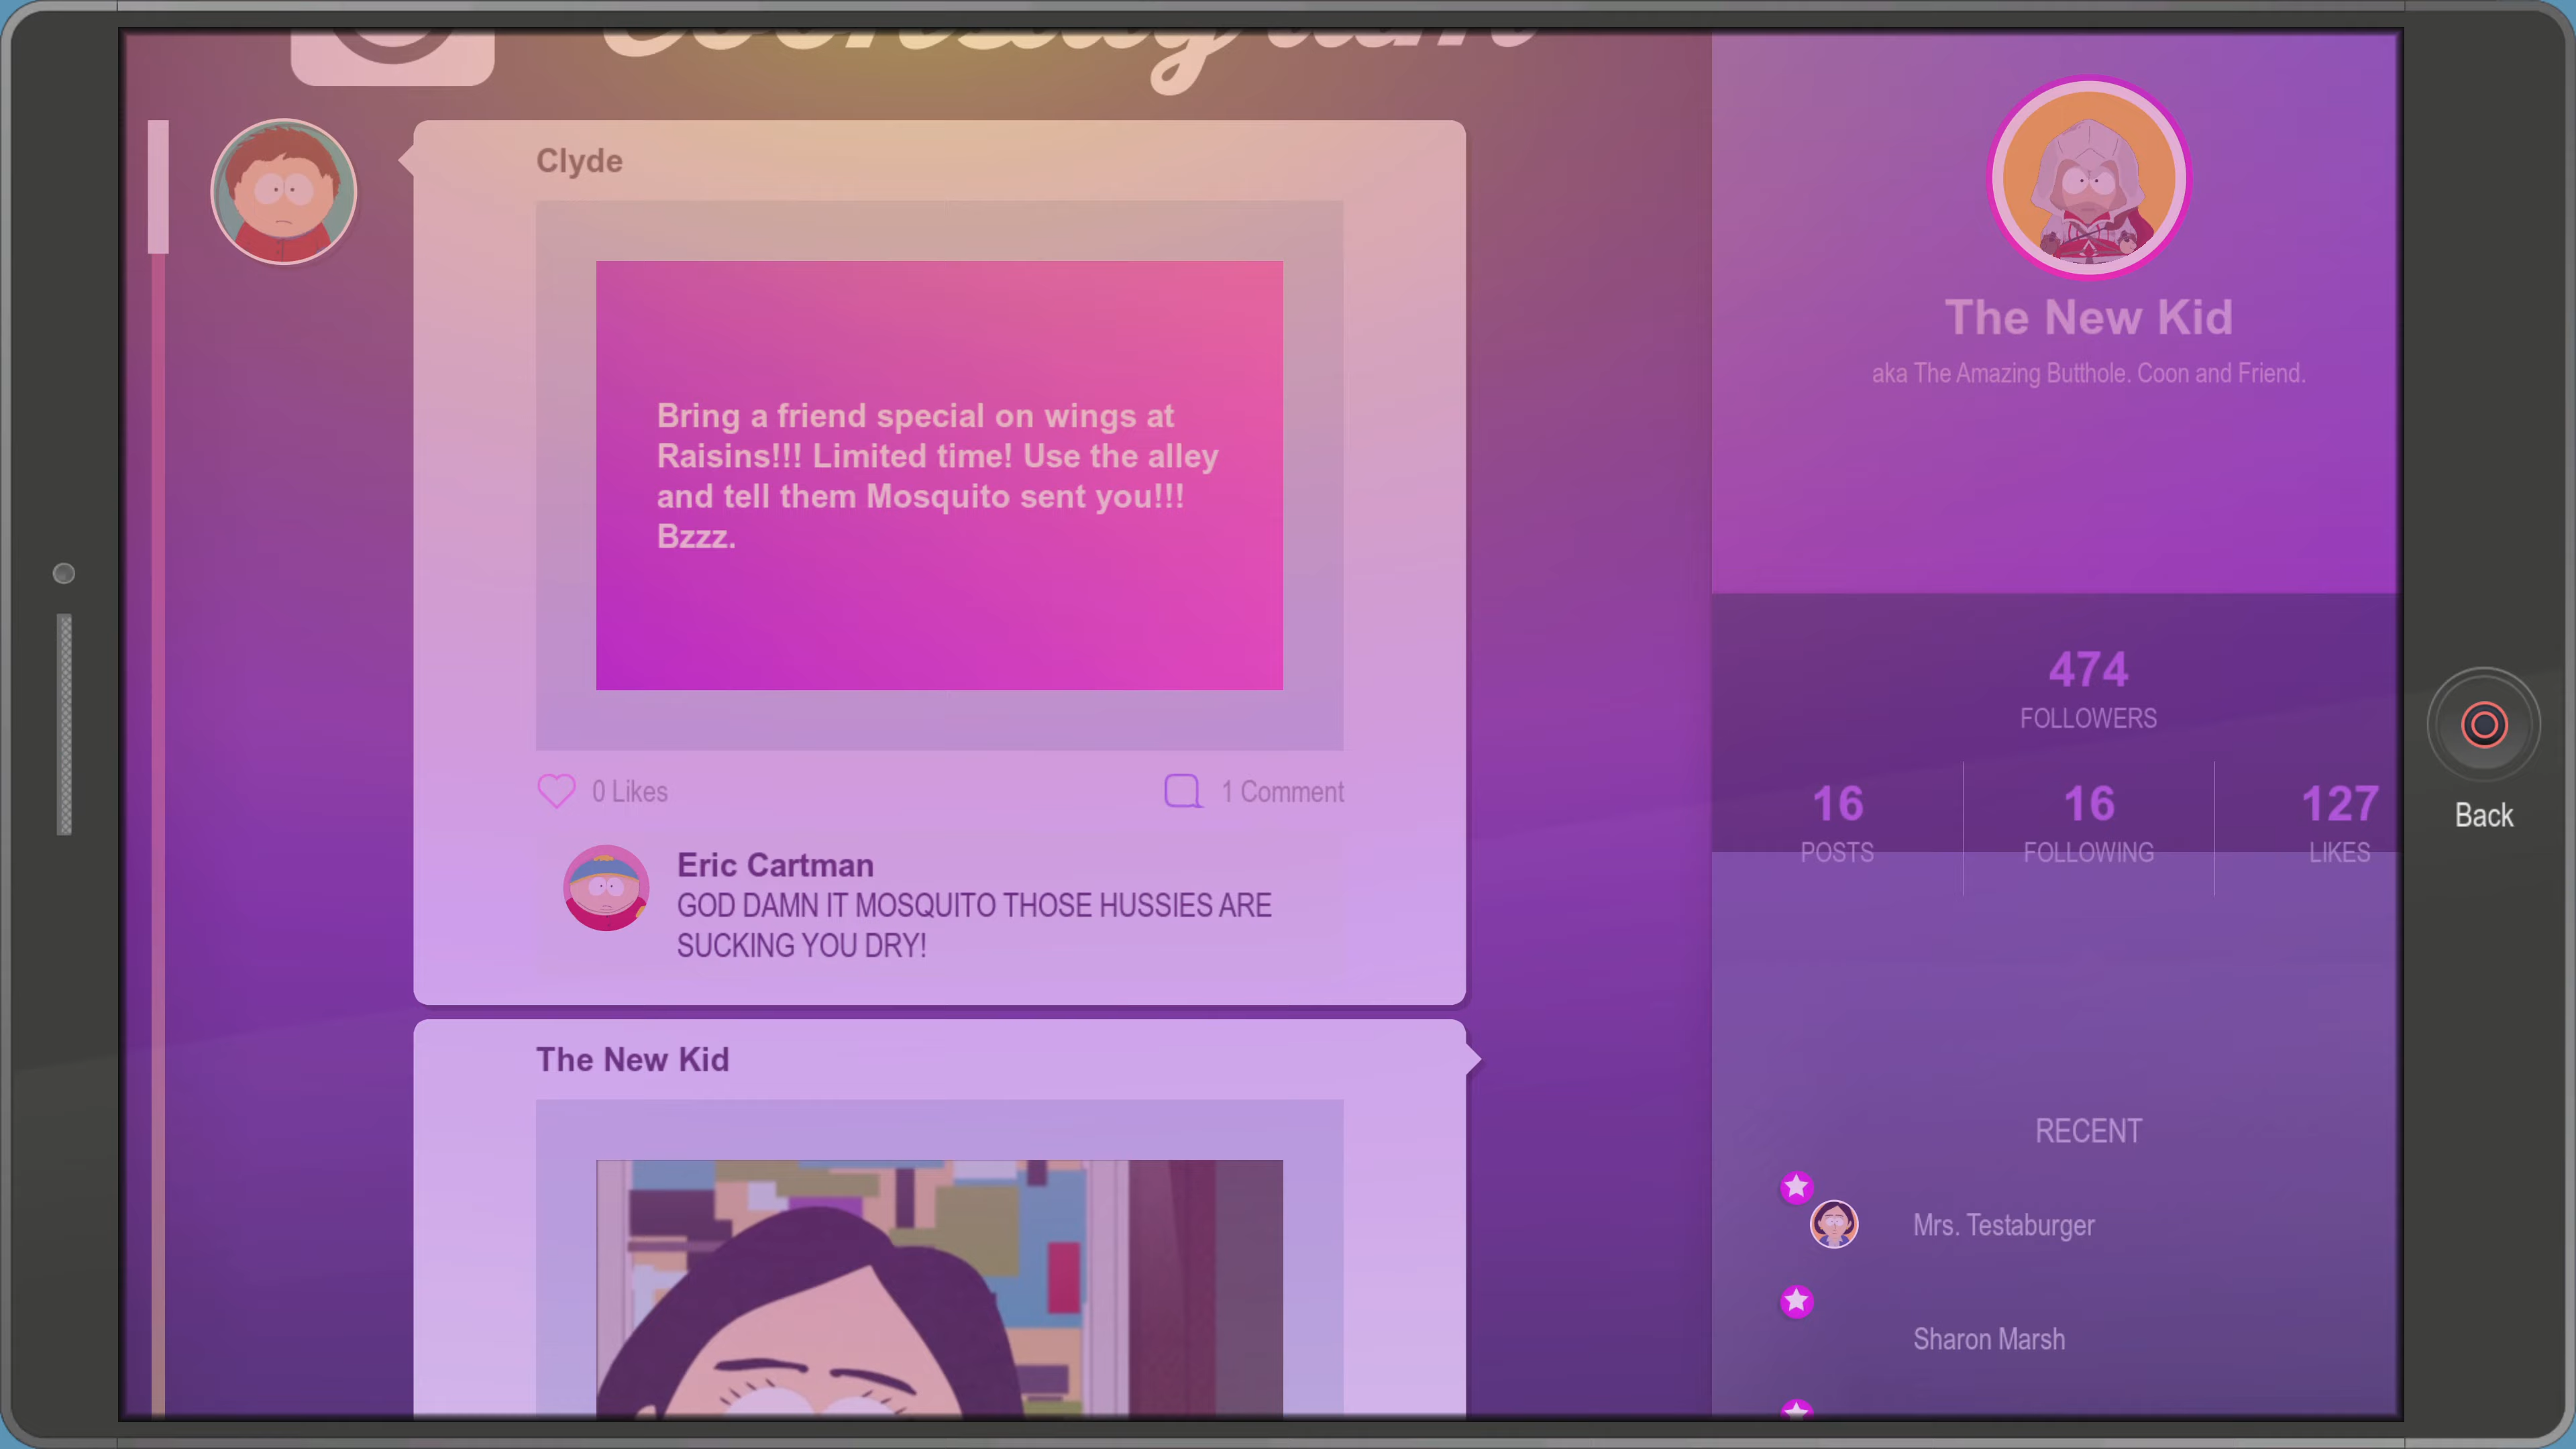 Clyde
Bring a friend special on wings at
Raisins!!! Limited time! Use the alley
and tell them Mosquito sent you!!!
Bzzz.
0 Likes
1 Comment
Eric Cartman
GOD DAMN IT MOSQUITO THOSE HUSSIES ARE
SUCKING YOU DRY!
The New Kid
The New Kid
aka The Amazing Butthole. Coon and Friend.
474
FOLLOWERS
16
POSTS
16
FOLLOWING
127
LIKES
RECENT
Mrs. Testaburger
Sharon Marsh
Back